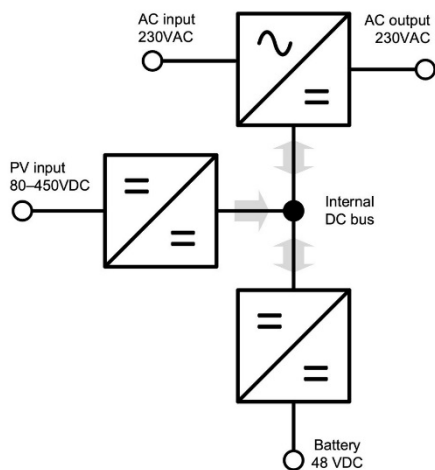 AC input
230VAC
AC output
230VAC
PV input
80–450VDC
Internal
DC bus
Battery
48 VDC